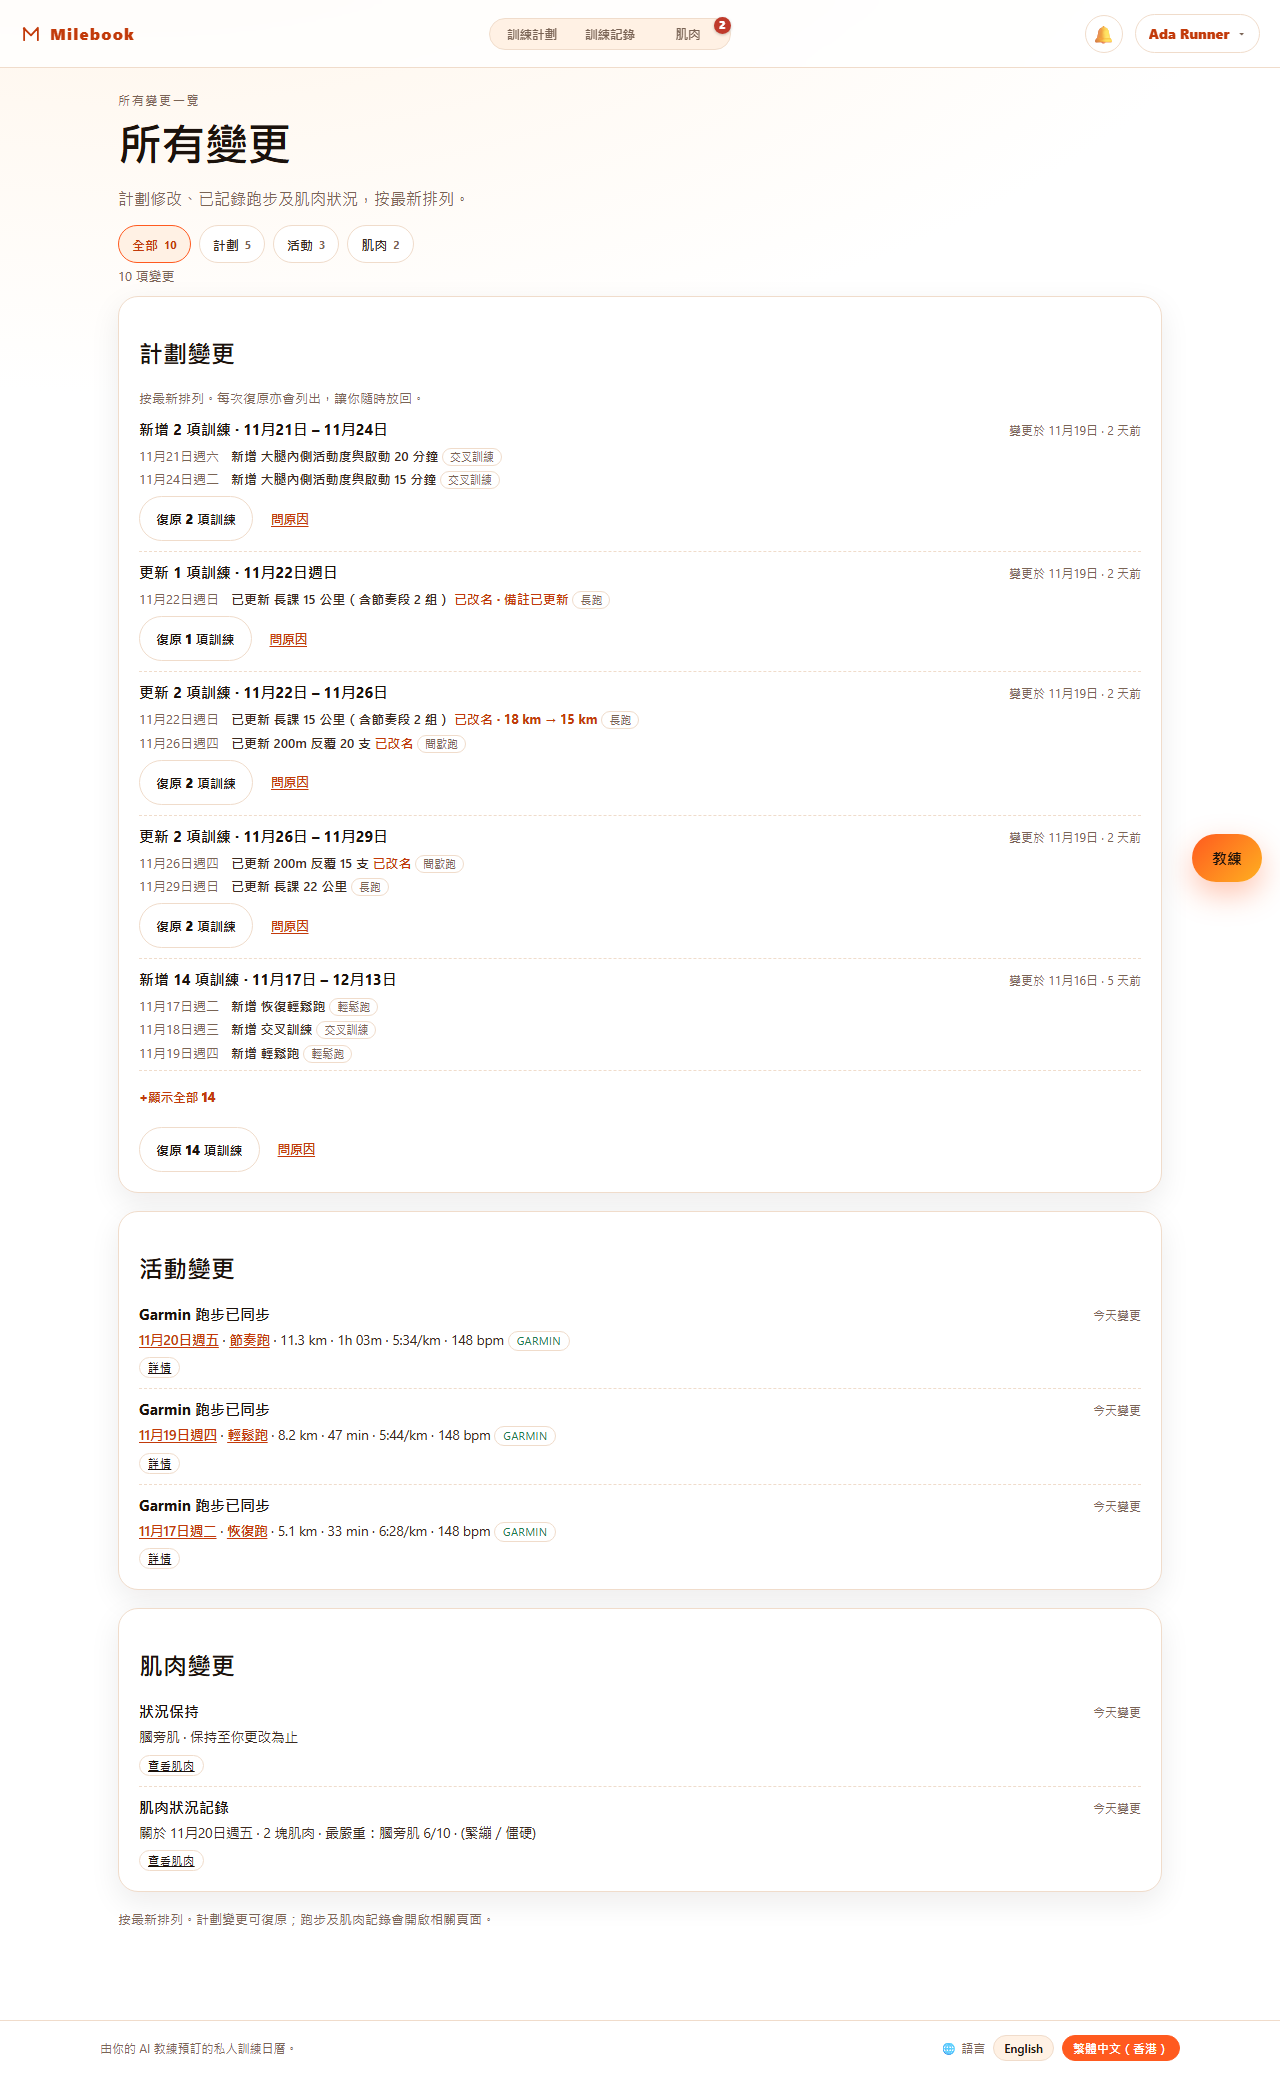 Milebook
訓練計劃 訓練記錄 肌肉 2
Ada Runner
所有變更一覽
所有變更
計劃修改、已記錄跑步及肌肉狀況，按最新排列。
全部 10 計劃 5 活動 3 肌肉 2
10 項變更
計劃變更
按最新排列。每次復原亦會列出，讓你隨時放回。
新增 2 項訓練 · 11月21日 – 11月24日 變更於 11月19日 · 2 天前
11月21日週六 新增 大腿內側活動度與啟動 20 分鐘 交叉訓練
11月24日週二 新增 大腿內側活動度與啟動 15 分鐘 交叉訓練
復原 2 項訓練 問原因
更新 1 項訓練 · 11月22日週日 變更於 11月19日 · 2 天前
11月22日週日 已更新 長課 15 公里（含節奏段 2 組） 已改名 · 備註已更新 長跑
復原 1 項訓練 問原因
更新 2 項訓練 · 11月22日 – 11月26日 變更於 11月19日 · 2 天前
11月22日週日 已更新 長課 15 公里（含節奏段 2 組） 已改名 · 18 km → 15 km 長跑
11月26日週四 已更新 200m 反覆 20 支 已改名 間歇跑
復原 2 項訓練 問原因
更新 2 項訓練 · 11月26日 – 11月29日 變更於 11月19日 · 2 天前
11月26日週四 已更新 200m 反覆 15 支 已改名 間歇跑
11月29日週日 已更新 長課 22 公里 長跑
復原 2 項訓練 問原因
新增 14 項訓練 · 11月17日 – 12月13日 變更於 11月16日 · 5 天前
11月17日週二 新增 恢復輕鬆跑 輕鬆跑
11月18日週三 新增 交叉訓練 交叉訓練
11月19日週四 新增 輕鬆跑 輕鬆跑
+顯示全部 14
復原 14 項訓練 問原因
教練
活動變更
Garmin 跑步已同步 今天變更
11月20日週五 · 節奏跑 · 11.3 km · 1h 03m · 5:34/km · 148 bpm GARMIN
詳情
Garmin 跑步已同步 今天變更
11月19日週四 · 輕鬆跑 · 8.2 km · 47 min · 5:44/km · 148 bpm GARMIN
詳情
Garmin 跑步已同步 今天變更
11月17日週二 · 恢復跑 · 5.1 km · 33 min · 6:28/km · 148 bpm GARMIN
詳情
肌肉變更
狀況保持 今天變更
膕旁肌 · 保持至你更改為止
查看肌肉
肌肉狀況記錄 今天變更
關於 11月20日週五 · 2 塊肌肉 · 最嚴重：膕旁肌 6/10 · (緊繃 / 僵硬)
查看肌肉
按最新排列。計劃變更可復原；跑步及肌肉記錄會開啟相關頁面。
由你的 AI 教練預訂的私人訓練日曆。 語言 English 繁體中文（香港）